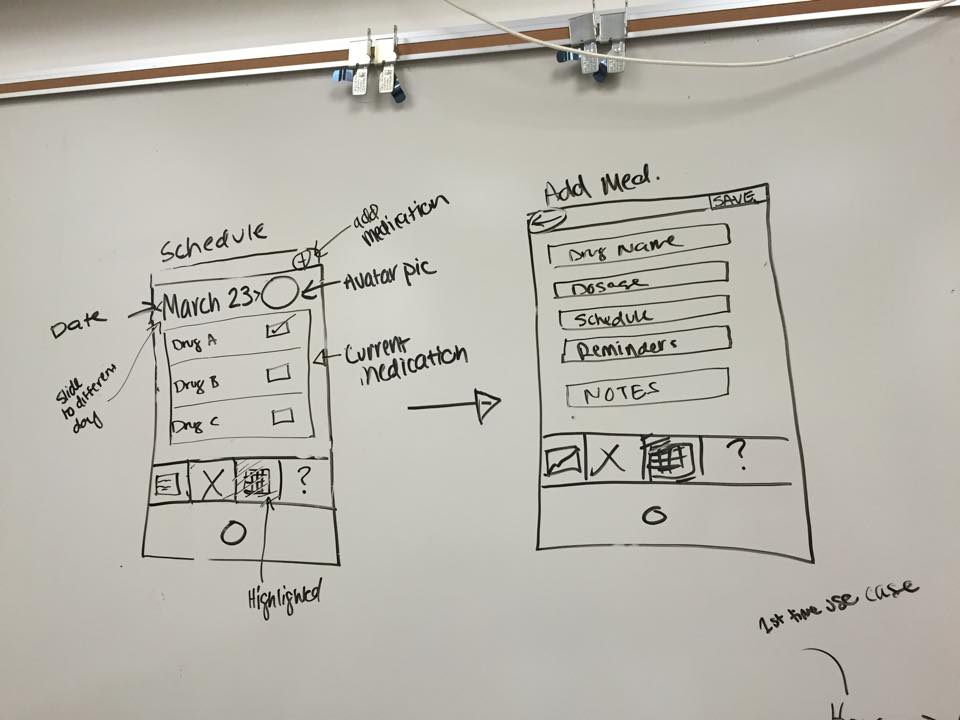 Schedule
add
medication
March 23>
Avatar pic
Date
Slide
to different
day
Drug A
Drug B
Drug C
Current
medication
X
?
Highlighted
Add Med.
SAVE
Drug Name
Dosage
Schedule
Reminders
NOTES
X
?
1st time use case